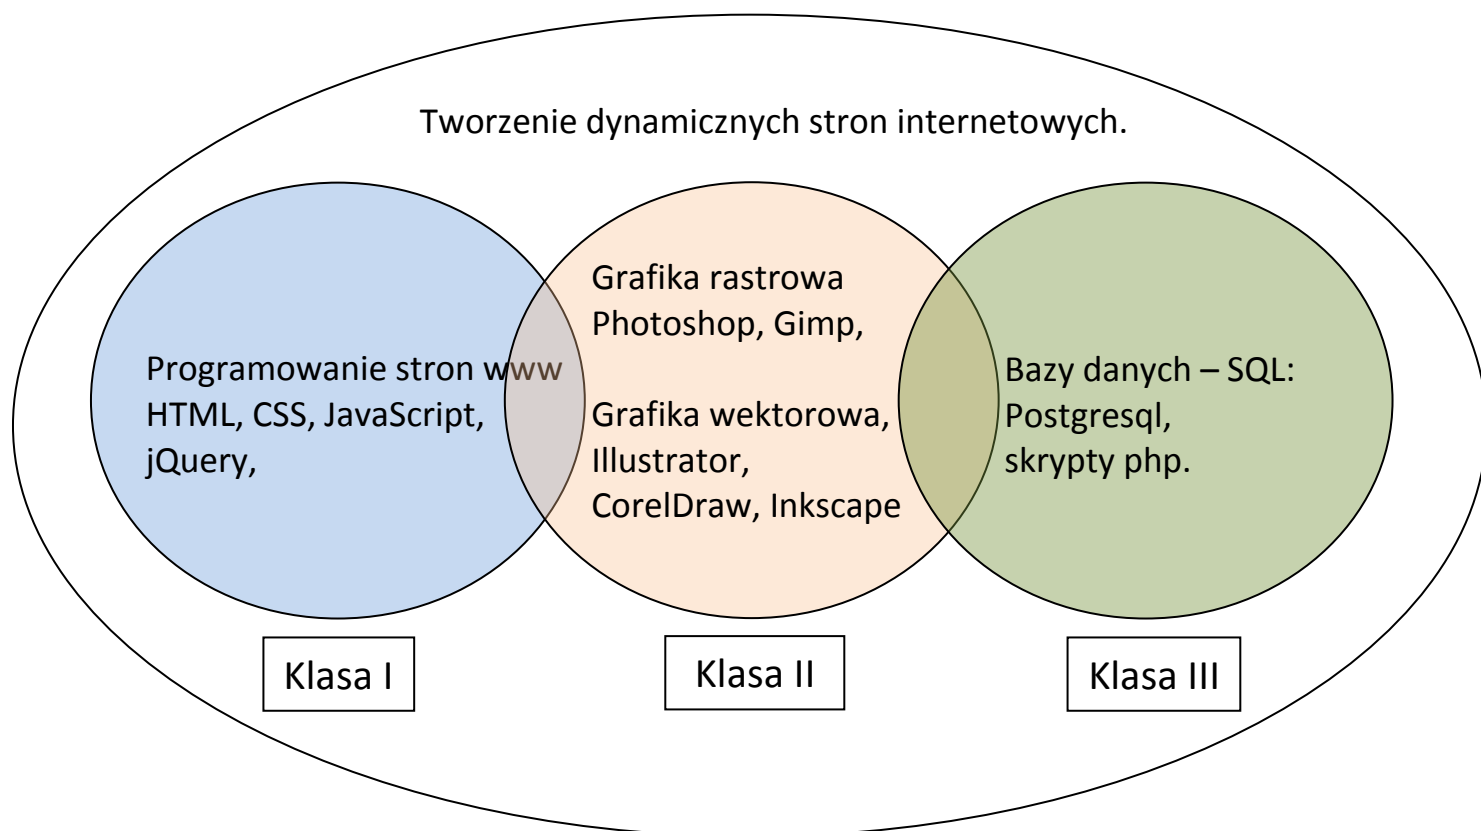 Tworzenie dynamicznych stron internetowych.
Programowanie stron www
HTML, CSS, JavaScript,
jQuery,
Grafika rastrowa
Photoshop, Gimp,
Grafika wektorowa,
Illustrator,
CorelDraw, Inkscape
Bazy danych – SQL:
Postgresql,
skrypty php.
Klasa I
Klasa II
Klasa III